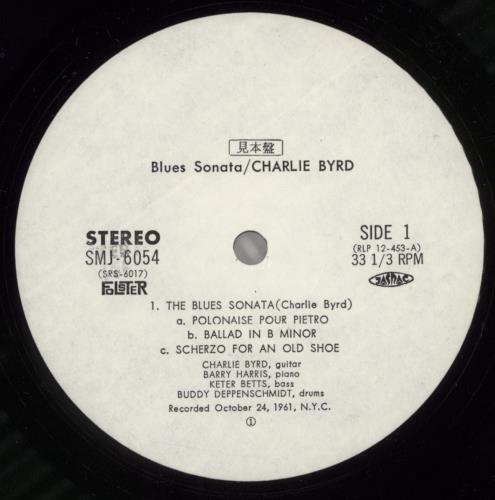 見本盤
Blues Sonata/CHARLIE BYRD
STEREO
SMJ-6054
(SRS-6017)
POLYSTER
SIDE 1
(RLP 12-453-A)
33 1/3 RPM
JASRAC
1. THE BLUES SONATA(Charlie Byrd)
a. POLONAISE POUR PIETRO
b. BALLAD IN B MINOR
c. SCHERZO FOR AN OLD SHOE
CHARLIE BYRD, guitar
BARRY HARRIS, piano
KETER BETTS, bass
BUDDY DEPPENSCHMIDT, drums
Recorded October 24, 1961, N.Y.C.
①